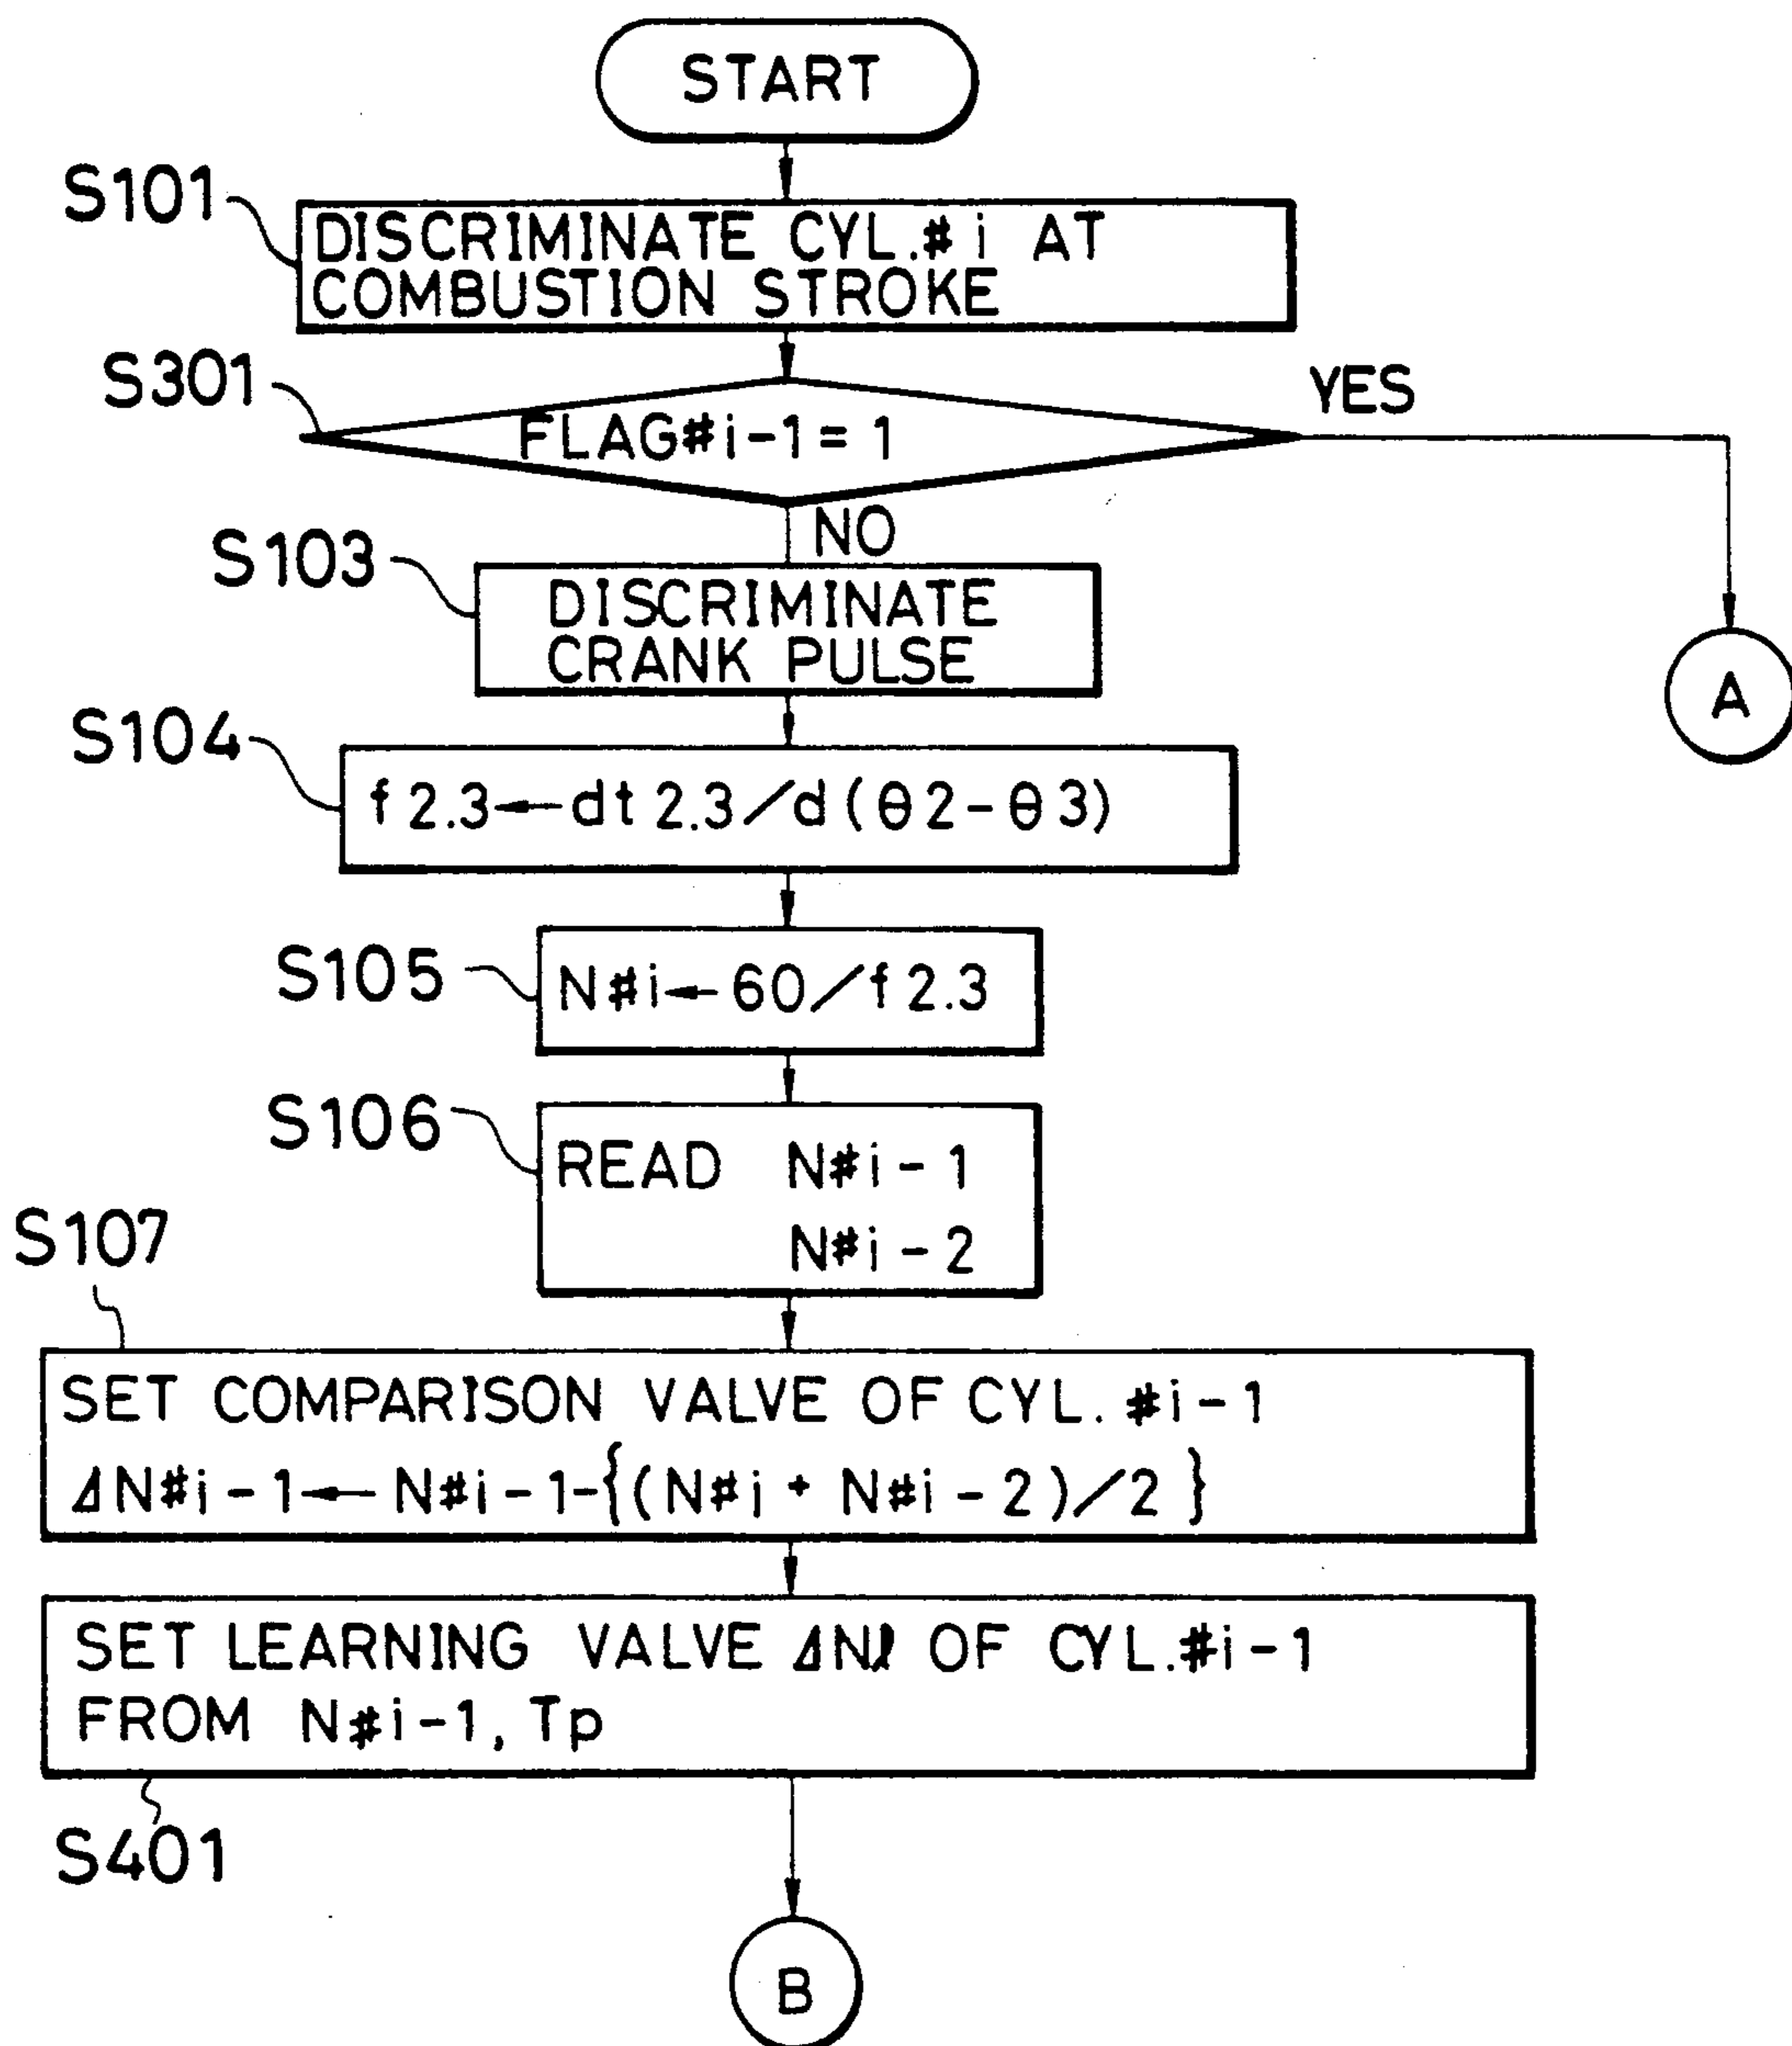 START
S101
DISCRIMINATE CYL.#i AT
COMBUSTION STROKE
S301
FLAG#i-1=1
YES
NO
S103
DISCRIMINATE
CRANK PULSE
A
S104
f2.3←dt2.3/d(θ2-θ3)
S105
N#i←60/f2.3
S106
READ N#i-1
N#i-2
S107
SET COMPARISON VALVE OF CYL.#i-1
ΔN#i-1←N#i-1-{(N#i+N#i-2)/2}
SET LEARNING VALVE ΔNl OF CYL.#i-1
FROM N#i-1, Tp
S401
B